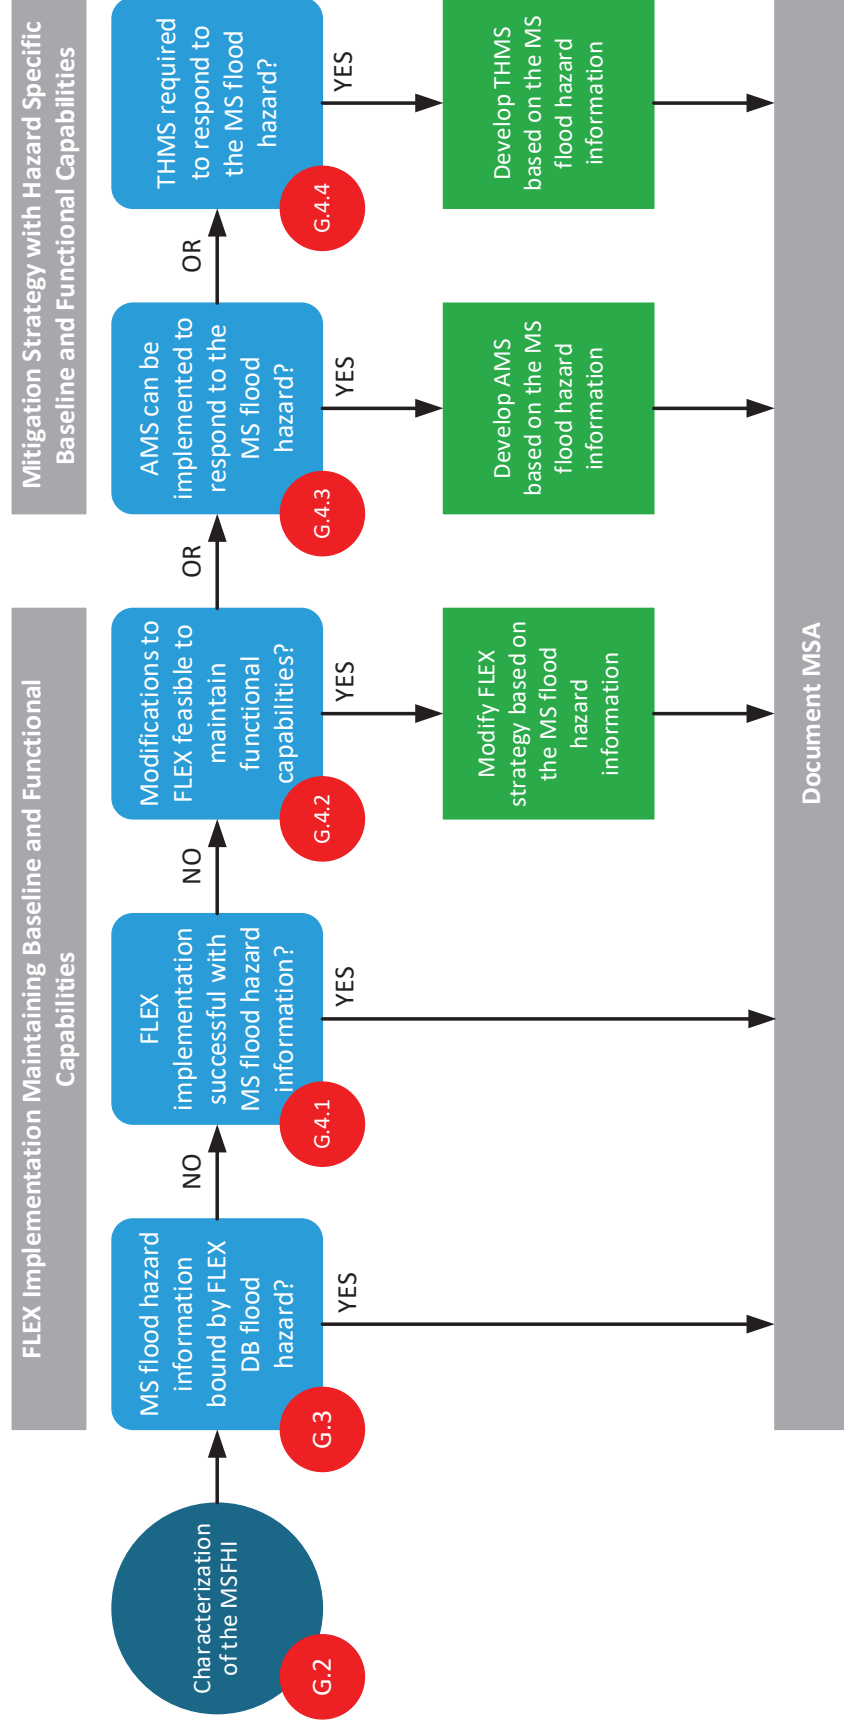 FLEX Implementation Maintaining Baseline and Functional
Capabilities
Mitigation Strategy with Hazard Specific
Baseline and Functional Capabilities
Characterization
of the MSFHI
G.2
MS flood hazard
information
bound by FLEX
DB flood
hazard?
G.3
NO
YES
FLEX
implementation
successful with
MS flood hazard
information?
G.4.1
NO
YES
Modifications to
FLEX feasible to
maintain
functional
capabilities?
G.4.2
OR
YES
AMS can be
implemented to
respond to the
MS flood
hazard?
G.4.3
OR
YES
THMS required
to respond to
the MS flood
hazard?
G.4.4
YES
Modify FLEX
strategy based on
the MS flood
hazard
information
Develop AMS
based on the MS
flood hazard
information
Develop THMS
based on the MS
flood hazard
information
Document MSA